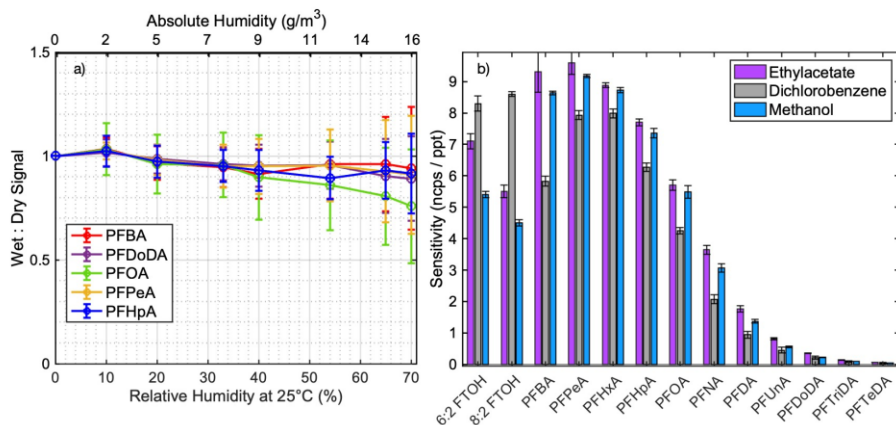 Absolute Humidity (g/m³)
0 2 5 7 9 11 16
1.5
a)
1
0.5
0
Wet : Dry Signal
PFBA
PFDoDA
PFOA
PFPeA
PFHpA
0 10 20 30 40 50 60 70
Relative Humidity at 25°C (%)
b)
Ethylacetate
Dichlorobenzene
Methanol
Sensitivity (ncps / ppt)
9
8
7
6
5
4
3
2
1
0
6:2 FTOH
8:2 FTOH
PFBA
PFPeA
PFHxA
PFHpA
PFOA
PFNA
PFDA
PFUnA
PFDoDA
PFTriDA
PFTeDA